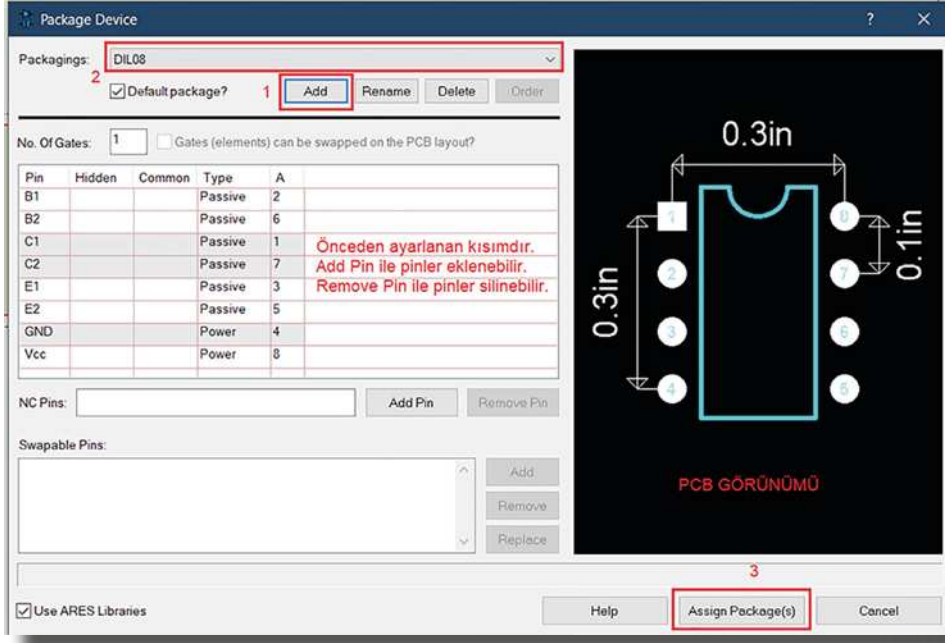 Package Device ? ×
Packagings: DIL08
2
Default package? 1 Add Rename Delete Order
No. Of Gates: 1 Gates (elements) can be swapped on the PCB layout?
Pin Hidden Common Type A
B1 Passive 2
B2 Passive 6
C1 Passive 1
C2 Passive 7
E1 Passive 3
E2 Passive 5
GND Power 4
Vcc Power 8
Önceden ayarlanan kısımdır.
Add Pin ile pinler eklenebilir.
Remove Pin ile pinler silinebilir.
NC Pins: Add Pin Remove Pin
Swapable Pins:
Add
Remove
Replace
0.3in
0.3in
0.1in
1 8
2 7
3 6
4 5
PCB GÖRÜNÜMÜ
3
Use ARES Libraries Help Assign Package(s) Cancel